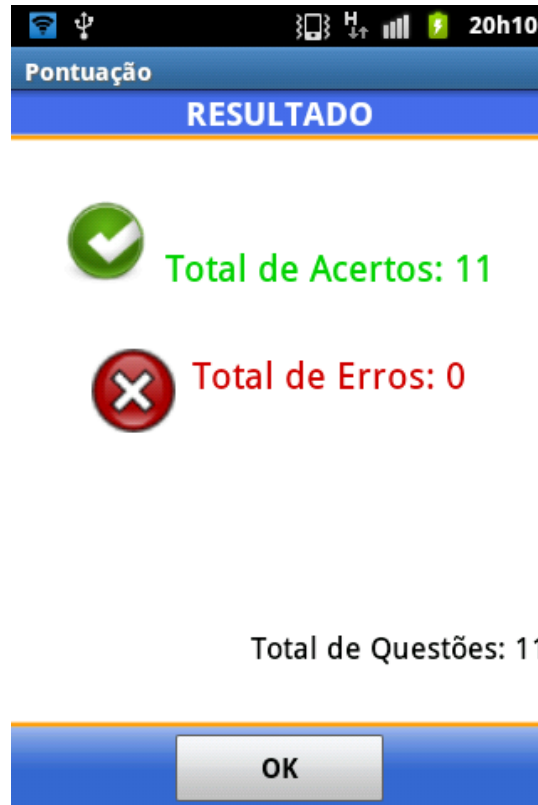 H 20h10
Pontuação
RESULTADO
Total de Acertos: 11
Total de Erros: 0
Total de Questões: 11
OK